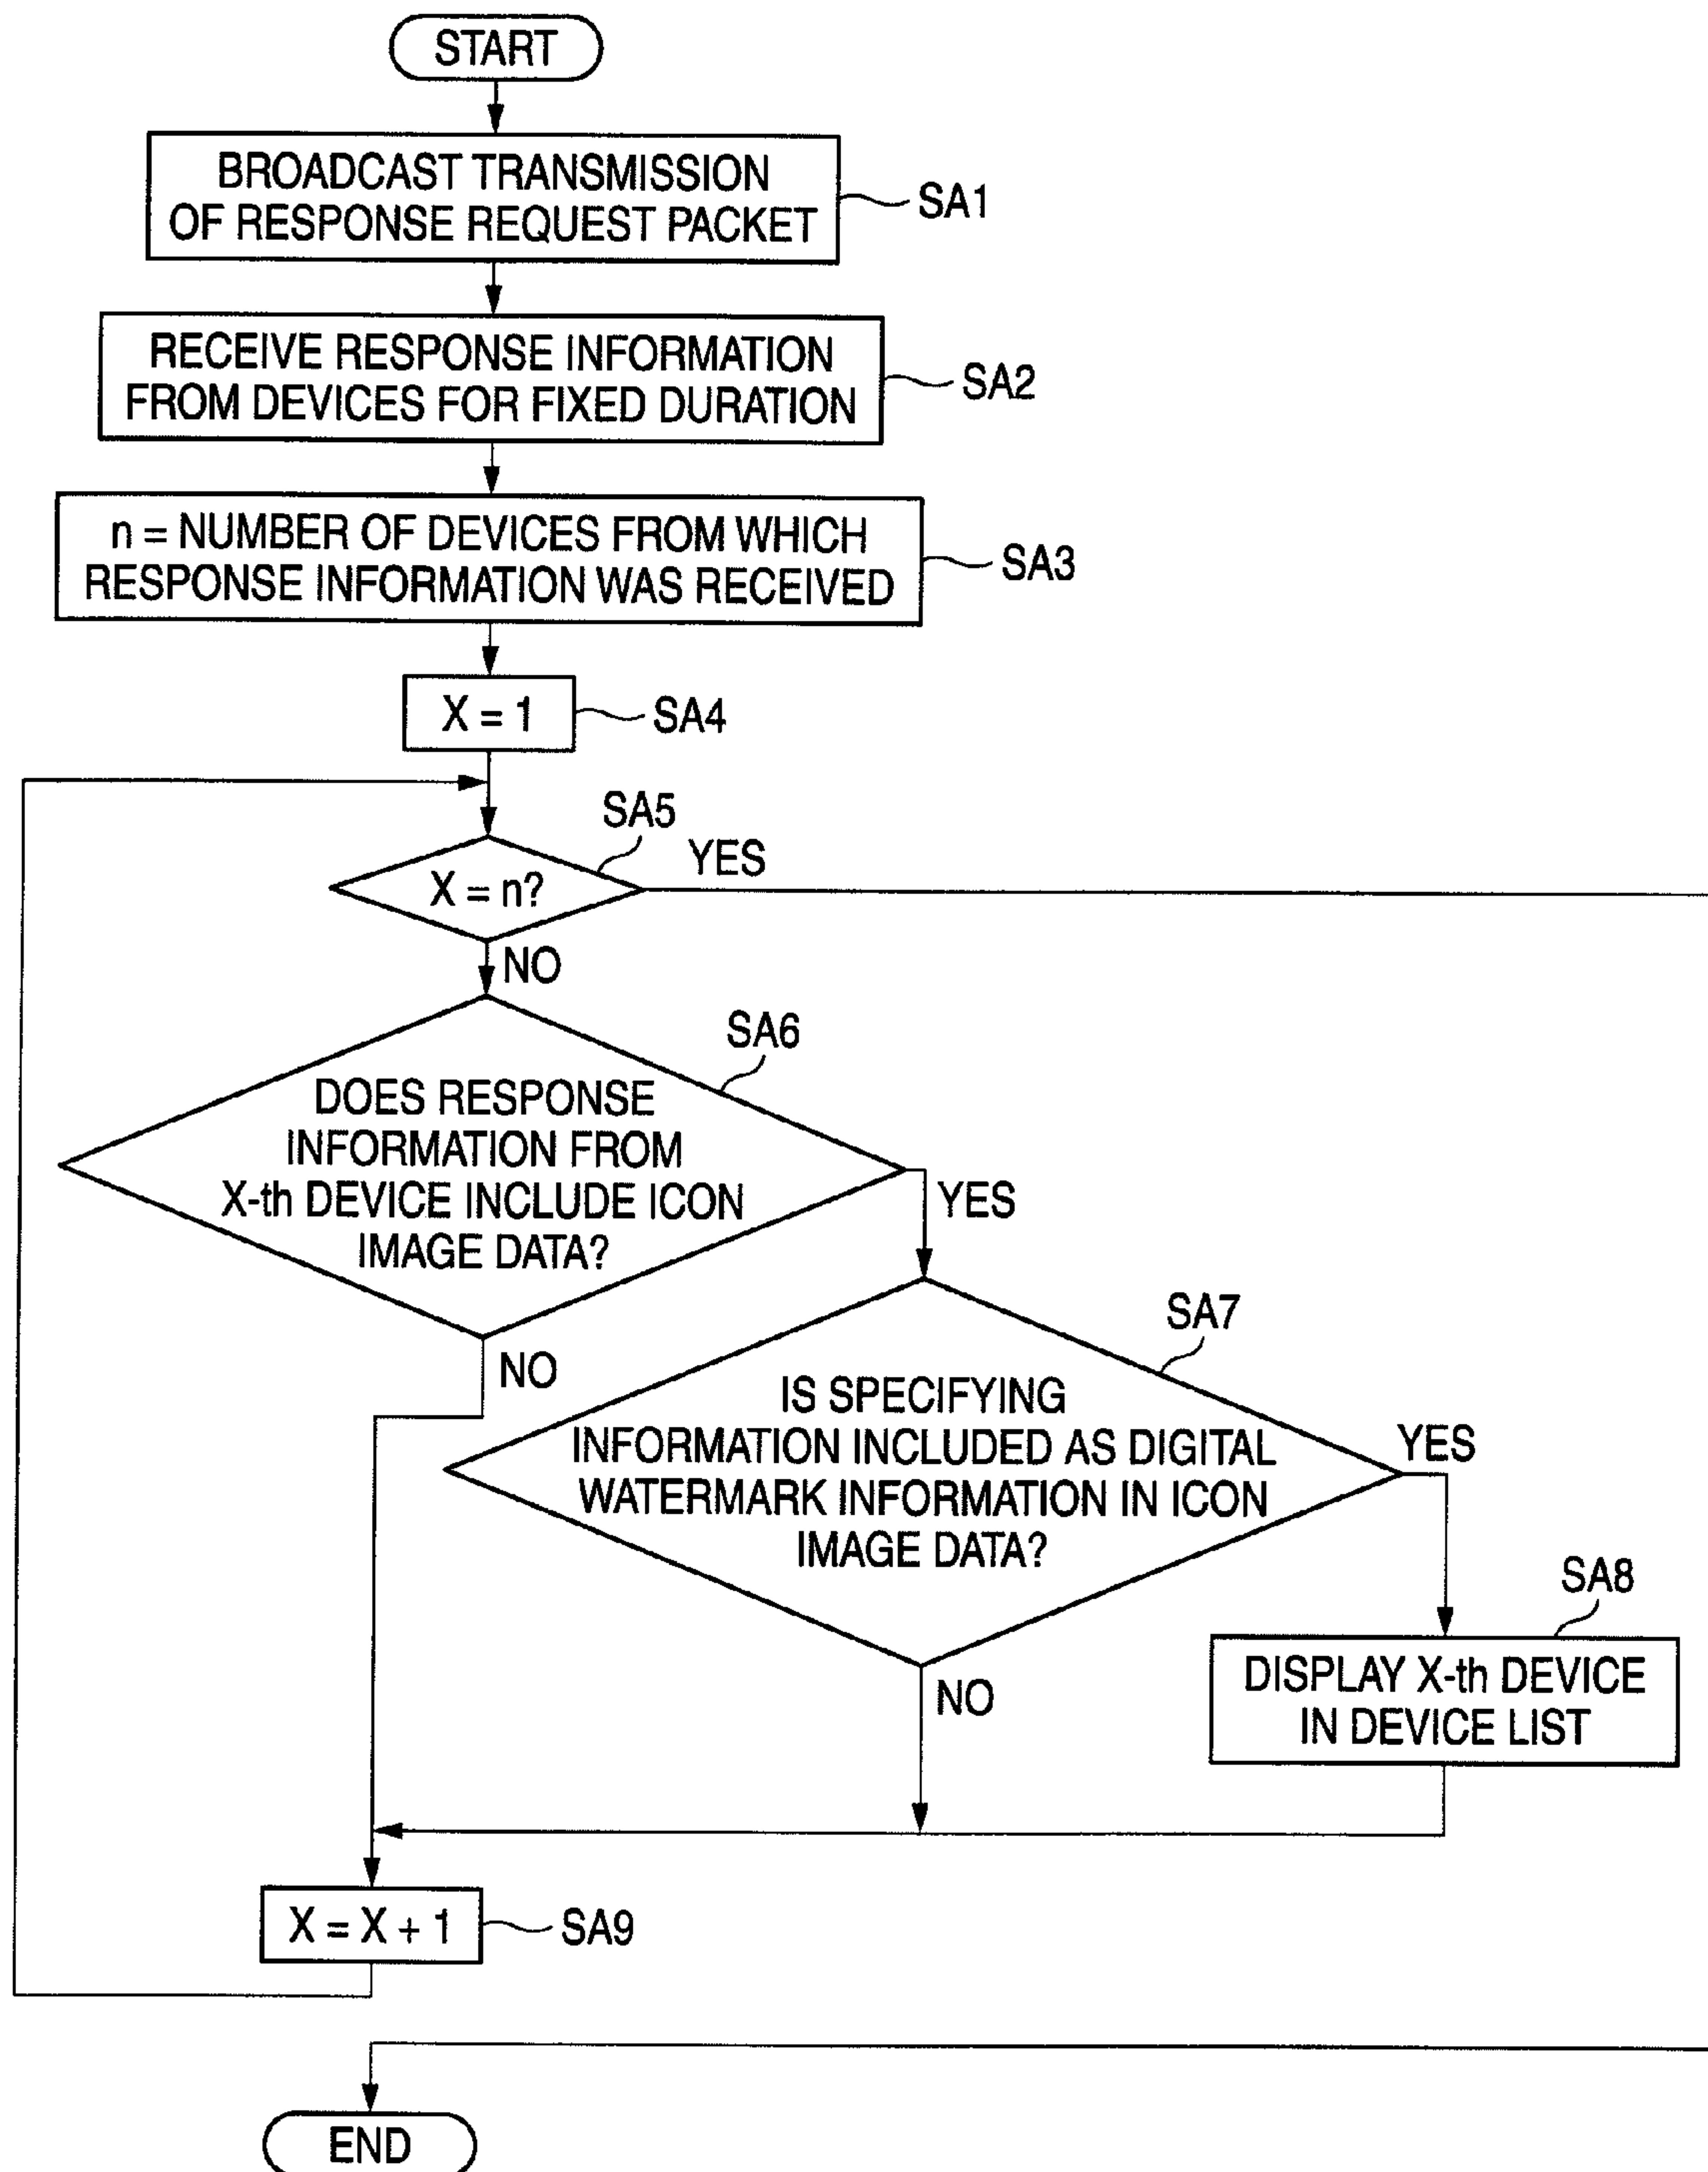 START
BROADCAST TRANSMISSION
OF RESPONSE REQUEST PACKET
SA1
RECEIVE RESPONSE INFORMATION
FROM DEVICES FOR FIXED DURATION
SA2
n = NUMBER OF DEVICES FROM WHICH
RESPONSE INFORMATION WAS RECEIVED
SA3
X = 1
SA4
SA5
YES
X = n?
NO
SA6
DOES RESPONSE
INFORMATION FROM
X-th DEVICE INCLUDE ICON
IMAGE DATA?
YES
NO
SA7
IS SPECIFYING
INFORMATION INCLUDED AS DIGITAL
WATERMARK INFORMATION IN ICON
IMAGE DATA?
YES
NO
SA8
DISPLAY X-th DEVICE
IN DEVICE LIST
X = X + 1
SA9
END